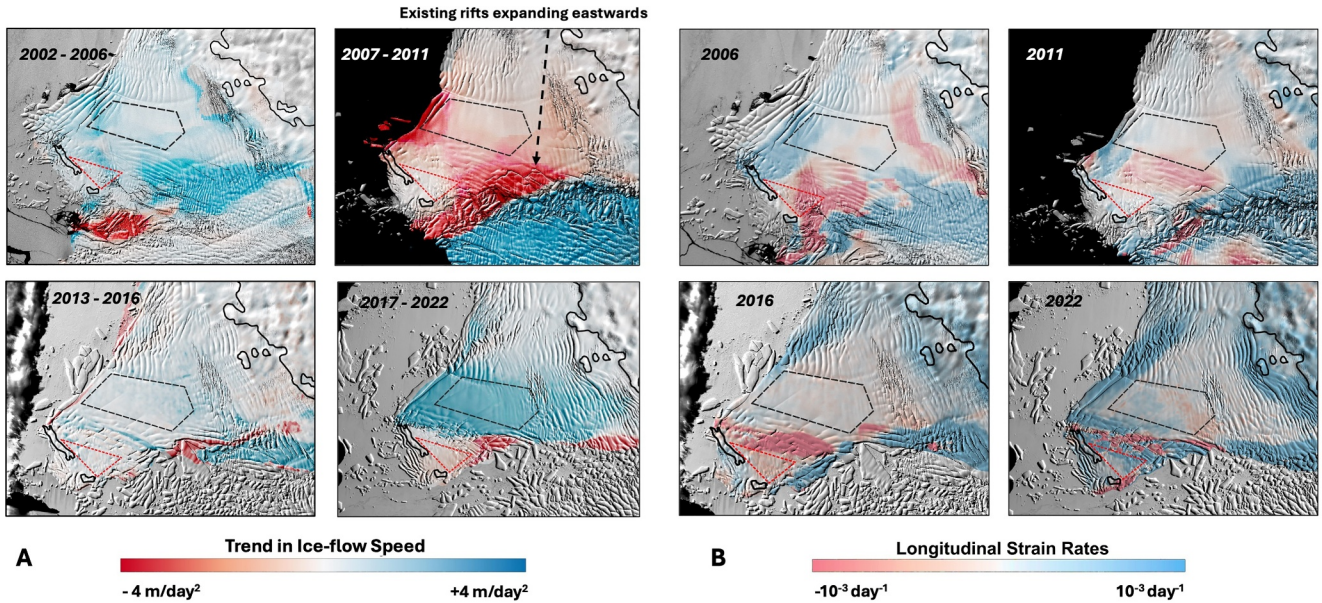 Existing rifts expanding eastwards
2002 - 2006
2007 - 2011
2006
2011
2013 - 2016
2017 - 2022
2016
2022
A
Trend in Ice-flow Speed
- 4 m/day²
+4 m/day²
B
Longitudinal Strain Rates
-10⁻³ day⁻¹
10⁻³ day⁻¹